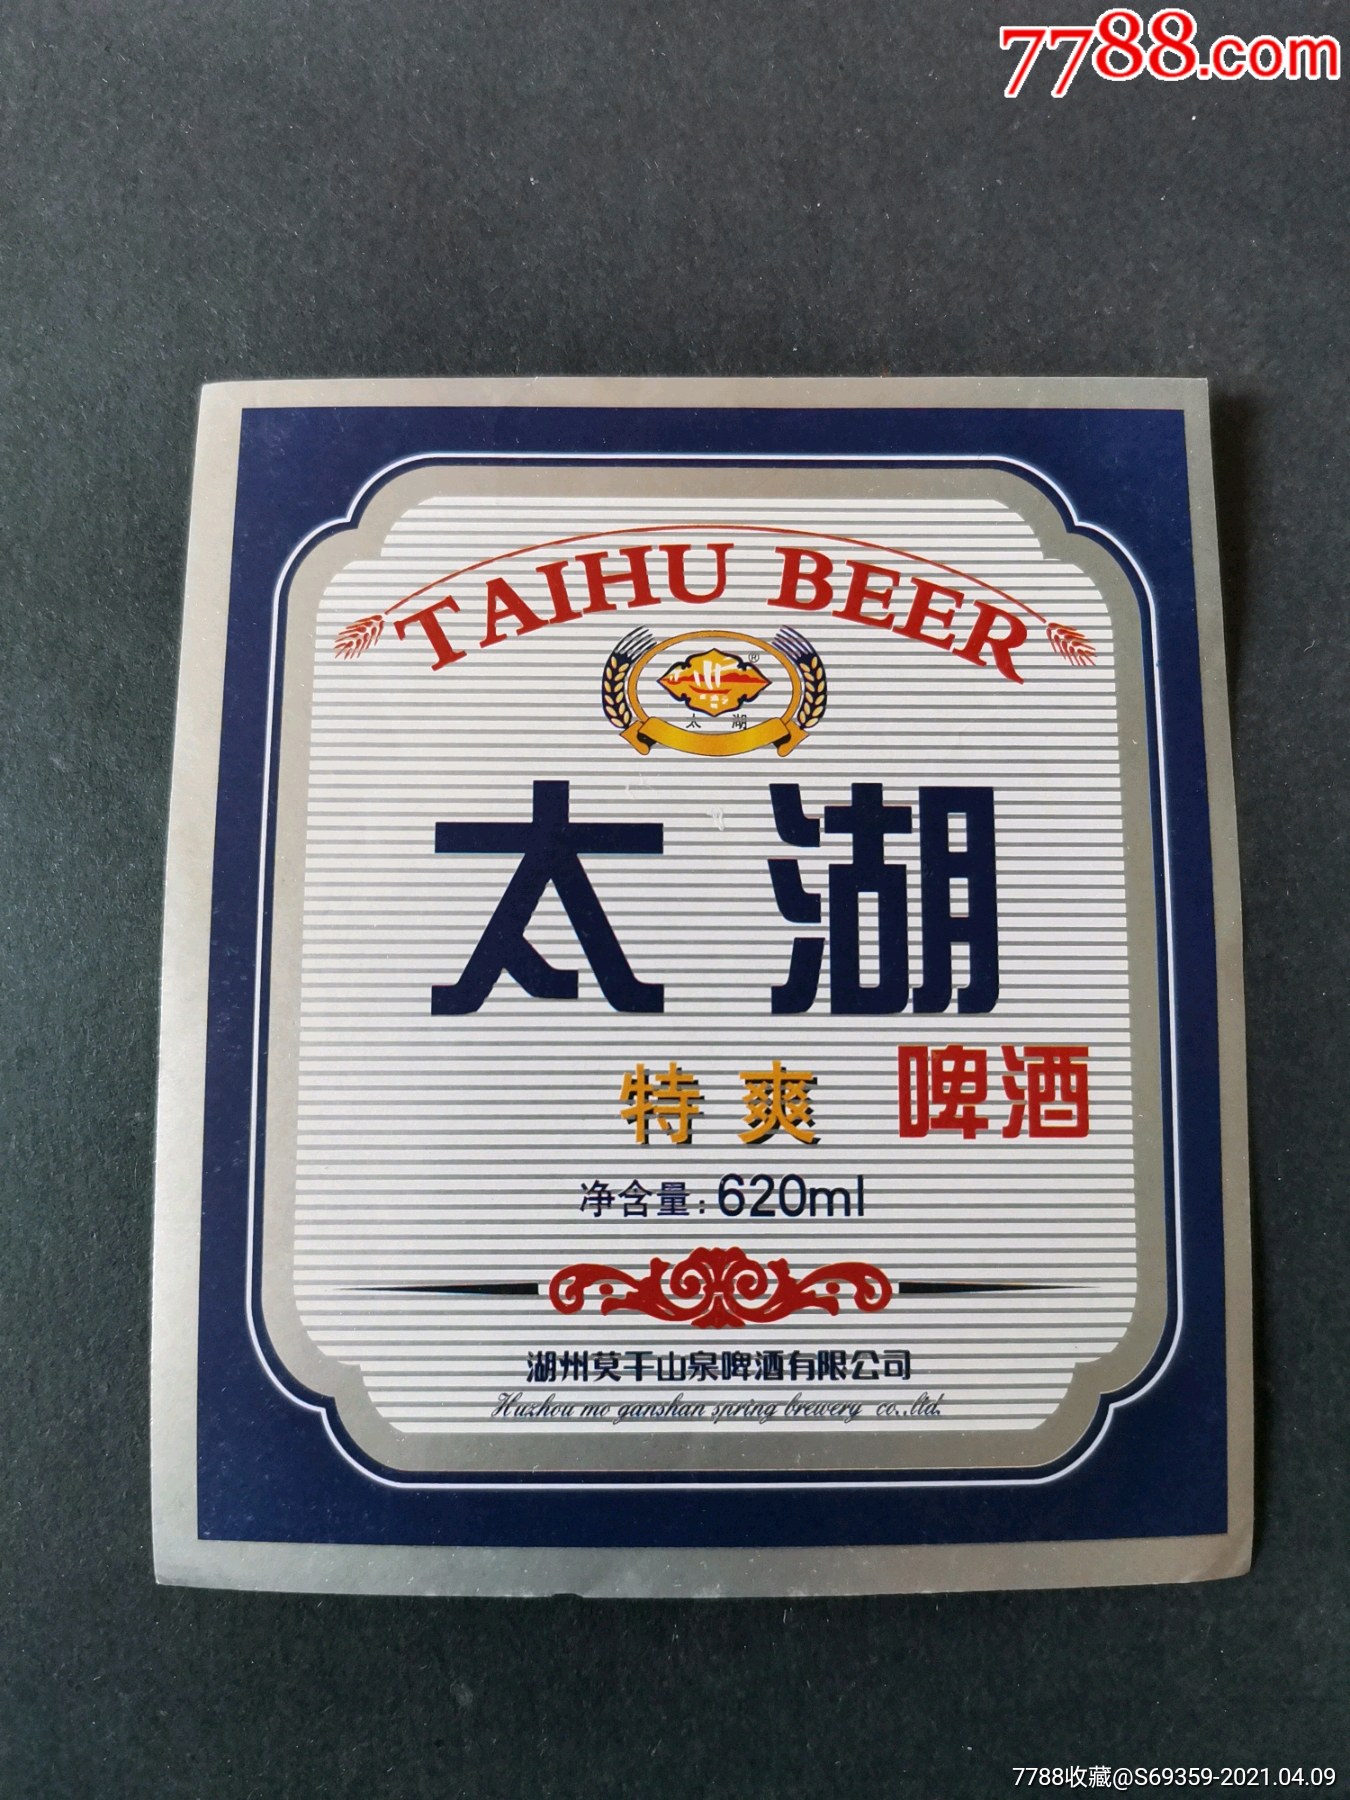 7788.com
TAIHU BEER
®
太 湖
太 湖
特 爽 啤酒
净含量:620ml
湖州莫干山泉啤酒有限公司
Huzhou mo ganshan spring brewery co.,ltd.
7788收藏@S69359-2021.04.09